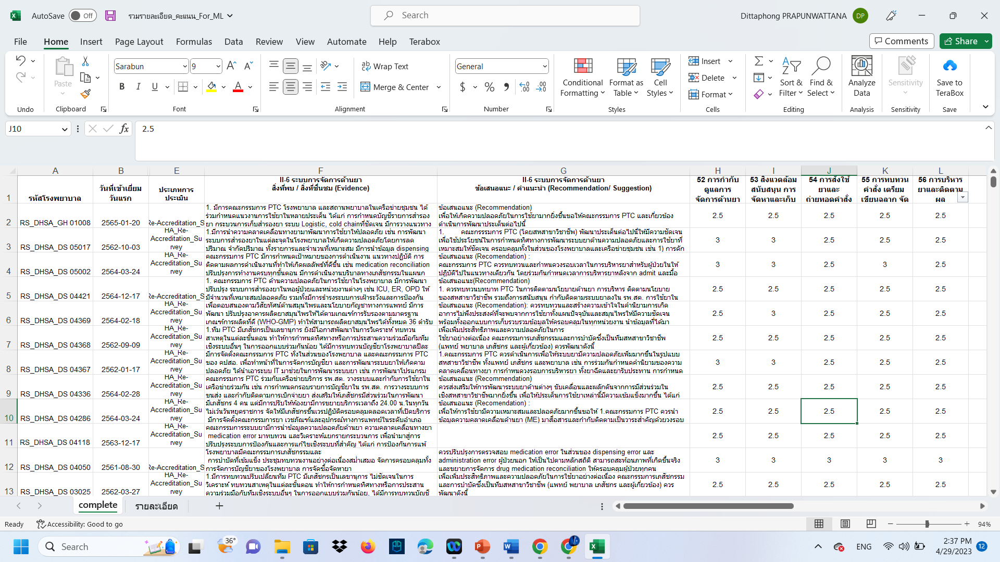 AutoSave Off รวมรายละเอียด_คะแนน_For_ML Search Dittaphong PRAPUNWATTANA DP
File Home Insert Page Layout Formulas Data Review View Automate Help Terabox Comments Share
Sarabun 9 Wrap Text General Insert
Paste Conditional Format as Cell Delete Sort & Find & Analyze Sensitivity Save to
B I U Merge & Center Formatting Table Styles Format Filter Select Data TeraBox
Undo Clipboard Font Alignment Number Styles Cells Editing Analysis Sensitivity Save
J10 fx 2.5
A B E F G H I J K L
1 รหัสโรงพยาบาล
วันที่เข้าเยี่ยม
วันแรก
ประเภทการ
ประเมิน
II-6 ระบบการจัดการด้านยา
สิ่งที่พบ / สิ่งที่ชื่นชม (Evidence)
II-6 ระบบการจัดการด้านยา
ข้อเสนอแนะ / คำแนะนำ (Recommendation/ Suggestion)
52 การกำกับ
ดูแลการ
จัดการด้านยา
53 สิ่งแวดล้อม
สนับสนุน การ
จัดหาและเก็บ
54 การสั่งใช้
ยาและ
ถ่ายทอดคำสั่ง
55 การทบทวน
คำสั่ง เตรียม
เขียนฉลาก จัด
56 การบริหาร
ยาและติดตาม
ผล
2 RS_DHSA_GH 01008 2565-01-20 Re-Accreditation_S
1. มีการคณะกรรมการ PTC โรงพยาบาล และสถานพยาบาลในเครือข่ายชุมชน ได้
ร่วมกำหนดแนวงานการใช้ยาในหลายประเด็น ได้แก่ การกำหนดบัญชีรายการสำรอง
ยา กระบวนการเก็บสำรองยา ระบบ Logistic, cold chainที่ชัดเจน มีการวางแนวทาง
ข้อเสนอแนะ (Recommendation)
เพื่อให้เกิดความปลอดภัยในการใช้ยามากยิ่งขึ้นขอให้คณะกรรมการ PTC และเกี่ยวข้อง
ดำเนินการพัฒนาประเด็นต่อไปนี้
2.5 2.5 2.5 2.5 2.5
3 RS_DHSA_DS 05017 2562-10-03
HA_Re-
Accreditation_Su
rvey
1.มีการนำความคลาดเคลื่อนทางยามาพัฒนาการใช้ยาให้ปลอดภัย เช่น การพัฒนา
ระบบการสำรองยาในแต่ละจุดในโรงพยาบาลให้เกิดความปลอดภัยโดยการลด
ปริมาณ จำกัดปริมาณ ทั้งรายการและจำนวนที่เหมาะสม มีการนำข้อมูล dispensing
1. คณะกรรรมการ PTC (โดยสหสาขาวิชาชีพ) พัฒนาประเด็นต่อไปนี้ให้มีความชัดเจน
เพื่อใช้ประโยชน์ในการกำหนดทิศทางการพัฒนาระบบยาด้านความปลอดภัยและการใช้ยาที่
เหมาะสมให้ชัดเจน ครอบคลุมทั้งในส่วนของโรงพยาบาลและเครือข่ายชุมชน เช่น 1) การดัก
3 3 2.5 2.5 2.5
4 RS_DHSA_DS 05002 2564-03-24
HA_Re-
Accreditation_Su
rvey
คณะกรรมการ PTC มีการกำหนดเป้าหมายของการดำเนินงาน แนวทางปฏิบัติ การ
ติดตามผลการดำเนินงานที่ทำให้เกิดผลลัพธ์ที่ดีขึ้น เช่น medication reconciliation
ปรับปรุงการทำงานครบทุกขั้นตอน มีการดำเนินงานบริบาลทางเภสัชกรรมในแผนก
ข้อเสนอแนะ (Recomendation) :
คณะกรรมการ PTC ควรทบทวนและกำหนดวงรอบเวลาในการบริหารยาสำหรับผู้ป่วยในให้
ปฏิบัติไปในแนวทางเดียวกัน โดยร่วมกันกำหนดเวลาการบริหารยาหลังจาก admit และมื้อ
3 3 2.5 3 2.5
5 RS_DHSA_DS 04421 2564-12-17 Re-Accreditation_S
1. คณะกรรมการ PTC ด้านความปลอดภัยในการใช้ยาในโรงพยาบาล มีการพัฒนา
ปรับปรุง ระบบการสำรองยาในหอผู้ป่วยและหน่วยงานต่างๆ เช่น ICU, ER, OPD ให้
มีจำนวนที่เหมาะสมปลอดดภัย รวมทั้งมีการธำรงระบบการเฝ้าระวังและการป้องกัน
ข้อเสนอแนะ(Recommendation)
1. ควรทบทวนบทบาท PTC ในการติดตามนโยบายด้านยา การบริหาร ติดตามนโยบาย
ของสหสาขาวิชาชีพ รวมถึงการสนับสนุน กำกับติดตามระบบยาลงใน รพ.สต. การใช้ยาใน
2.5 2.5 2.5 2.5 2.5
6 RS_DHSA_DS 04369 2564-02-18
HA_Re-
Accreditation_Su
rvey
เพื่อตอบสนองตามวิสัยทัศน์ด้านสมุนไพรและนโยบายกัญชาทางการแพทย์ มีการ
พัฒนา ปรับปรุงอาคารผลิตยาสมุนไพรให้ได้ตามเกณฑ์การรับรองตามมาตรฐาน
เกณฑ์การผลิตที่ดี (WHO-GMP) ทำให้สามารถผลิตยาสมุนไพรได้ทั้งหมด 36 ตำรับ
ข้อเสนอแนะ (Recomendation): ควรทบทวนและสร้างความเข้าใจในคำนิยามการเกิด
อาการไม่พึงประสงค์ที่จะพบจากการใช้ยาทั้งแผนปัจจุบันและสมุนไพรให้มีความชัดเจน
พร้อมทั้งออกแบบการเก็บรวบรวมข้อมูลให้ครอบคลุมในทุกหน่วยงาน นำข้อมูลที่ได้มา
2.5 3 2.5 2.5 2.5
7 RS_DHSA_DS 04368 2562-09-09
HA_Re-
Accreditation_Su
rvey
1.ทีม PTC มีเภสัชกรเป็นเลขานุการ ยังมีโอกาสพัฒนาในการวิเคราะห์ ทบทวน
สาเหตุในแต่ละขั้นตอน ทำให้การกำหนดทิศทางหรือการประสานความร่วมมือกับทีม
เชิงระบบอื่นๆ ในการออกแบบร่วมกันน้อย ได้มีการทบทวนบัญชียาโรงพยาบาลปีละ
เพื่อเพิ่มประสิทธิภาพและความปลอดภัยในการ
ใช้ยาอย่างต่อเนื่อง คณะกรรมการเภสัชกรรมและการบำบัดซึ่งเป็นทีมสหสาขาวิชาชีพ
(แพทย์ พยาบาล เภสัชกร และผู้เกี่ยวข้อง) ควรพัฒนาดังนี้
2.5 2.5 2.5 2.5 2.5
8 RS_DHSA_DS 04367 2562-01-17
HA_Re-
Accreditation_Su
rvey
มีการจัดตั้งคณะกรรมการ PTC ทั้งในส่วนของโรงพยาบาล และคณะกรรมการ PTC
ของ คปสอ. เพื่อทำหน้าที่ในการจัดการบัญชียา และการพัฒนาระบบยาให้เกิดคาม
ปลอดภัย ได้นำเอาระบบ IT มาช่วยในการพัฒนาระบบยา เช่น การพัฒนาโปรแกรม
1.คณะกรรมการ PTC ควรดำเนินการเพื่อให้ระบบยามีความปลอดภัยเพิ่มมากขึ้นในรูปแบบ
สหสาขาวิชาชีพ ทั้งแพทย์ เภสัชกร และพยาบาล เช่น การร่วมกันกำหนดคำนิยามของความ
คลาดเคลื่อนทางยา การกำหนดวงรอบการบริหารยา ทั้งยาฉีดและยารับประทาน การกำหนด
3 3 2.5 2.5 2.5
9 RS_DHSA_DS 04336 2564-02-28
HA_Re-
Accreditation_Su
rvey
คณะกรรมการ PTC ร่วมกับเครือข่ายบริการ รพ.สต. วางระบบและกำกับการใช้ยาใน
เครือข่ายร่วมกัน เช่น การกำหนดกรอบรายการบัญชียาใน รพ.สต. การวางระบบการ
ขนส่ง และกำกับติดตามการเบิกจ่ายยา ส่งเสริมให้เภสัชกรมีส่วนร่วมในการพัฒนา
ข้อเสนอแนะ (Recommendation)
ควรส่งเสริมให้การพัฒนาระบบยาด้านต่างๆ ขับเคลื่อนและผลักดันจากการมีส่วนร่วมใน
เชิงสหสาขาวิชาชีพมากยิ่งขึ้น เพื่อให้ประเด็นการใช้ยาเหล่านี้มีความเข้มแข็งมากขึ้น ได้แก่
2.5 2.5 2.5 2.5 2.5
10 RS_DHSA_DS 04286 2564-03-24
HA_Re-
Accreditation_Su
rvey
มีเภสัชกร 4 คน แต่มีการปรับให้ห้องยามีการขยายบริการเวลาถึง 24.00 น.ในทุกวัน
ไม่เว้นวันหยุดราชการ จัดให้มีเภสัชกรขึ้นเวรปฏิบัติครอบคลุมตลอดเวลาที่เปิดบริการ
มีการจัดตั้งคณะกรรมการยา เวชภัณฑ์และอุปกรณ์ทางการแพทย์ในระดับอำเภอ
ข้อเสนอแนะ (Recomendation) :
เพื่อให้การใช้ยามีความเหมาะสมและปลอดภัยมากขึ้นขอให้ 1.คณะกรรมการ PTC ควรนำ
ข้อมูลความคลาดเคลื่อนด้านยา (ME) มาสื่อสารและกำกับติดตามเป็นวาระสำคัญด้วยวงรอบ
2.5 2.5 2.5 2.5 2.5
11 RS_DHSA_DS 04118 2563-12-17
HA_Re-
Accreditation_Su
rvey
คณะกรรมการระบบยามีการนำข้อมูลความปลอดภัยด้านยา ความคลาดเคลื่อนทางยา
medication error มาทบทวน และวิเคราะห์แยกรายกระบวนการ เพื่อนำมาสู่การ
ปรับปรุงระบบการป้องกันและการแก้ไขเชิงระบบที่สำคัญ ได้แก่ การป้องกันการแพ้
2.5 2.5 2.5 2.5 2.5
12 RS_DHSA_DS 04050 2561-08-30 Re-Accreditation_S
โรงพยาบาลมีคณะกรรมการเภสัชกรรมและ
การบำบัดที่เข้มแข็ง ประชุมทบทวนงานอย่างต่อเนื่องสม่ำเสมอ จัดการครอบคลุมทั้ง
การจัดการบัญชียาของโรงพยาบาล การจัดซื้อจัดหายา
ควรปรับปรุงการตรวจสอบ medication error ในส่วนของ dispensing error และ
administration error ผู้ป่วยนอก ให้เป็นไปตามหลักสถิติ สามารถสะท้อนภาพที่เกิดขึ้นจริง
และขยายการจัดการ drug medication reconciliation ให้ครอบคลุมผู้ป่วยทุกคน
3 3 3 3 3
13 RS_DHSA_DS 03025 2562-03-27
HA_Re-
Accreditation_Su
rvey
1.มีการทบทวนปรับเปลี่ยนทีม PTC มีเภสัชกรเป็นเลขานุการ ไม่ชัดเจนในการ
วิเคราะห์ ทบทวนสาเหตุในแต่ละขั้นตอน ทำให้การกำหนดทิศทางหรือการประสาน
ความร่วมมือกับทีมเชิงระบบอื่นๆ ในการออกแบบร่วมกันน้อย, ได้มีการทบทวนบัญชี
เพื่อเพิ่มประสิทธิภาพและความปลอดภัยในการใช้ยาอย่างต่อเนื่อง คณะกรรมการเภสัชกรรม
และการบำบัดซึ่งเป็นทีมสหสาขาวิชาชีพ (แพทย์ พยาบาล เภสัชกร และผู้เกี่ยวข้อง) ควร
พัฒนาดังนี้
2.5 2.5 2.5 2.5 2.5
complete รายละเอียด
Ready Accessibility: Good to go 94%
Search 36° ENG 2:37 PM
4/29/2023 12